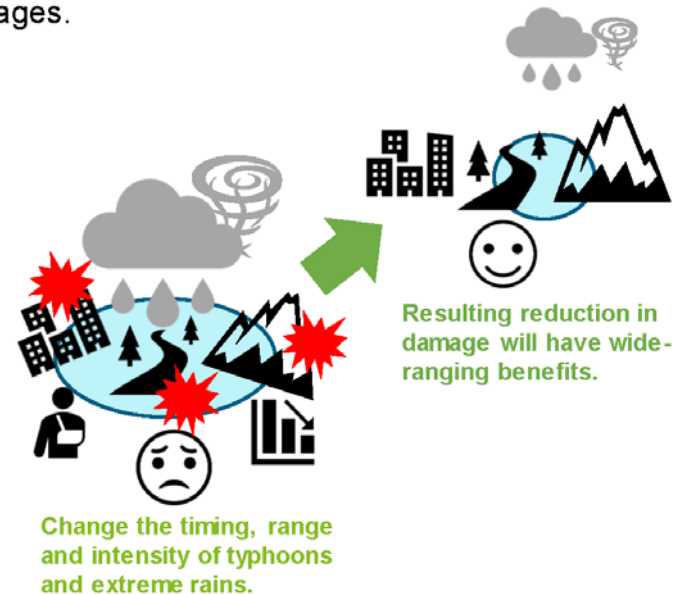 ages.
Resulting reduction in
damage will have wide-
ranging benefits.
Change the timing, range
and intensity of typhoons
and extreme rains.